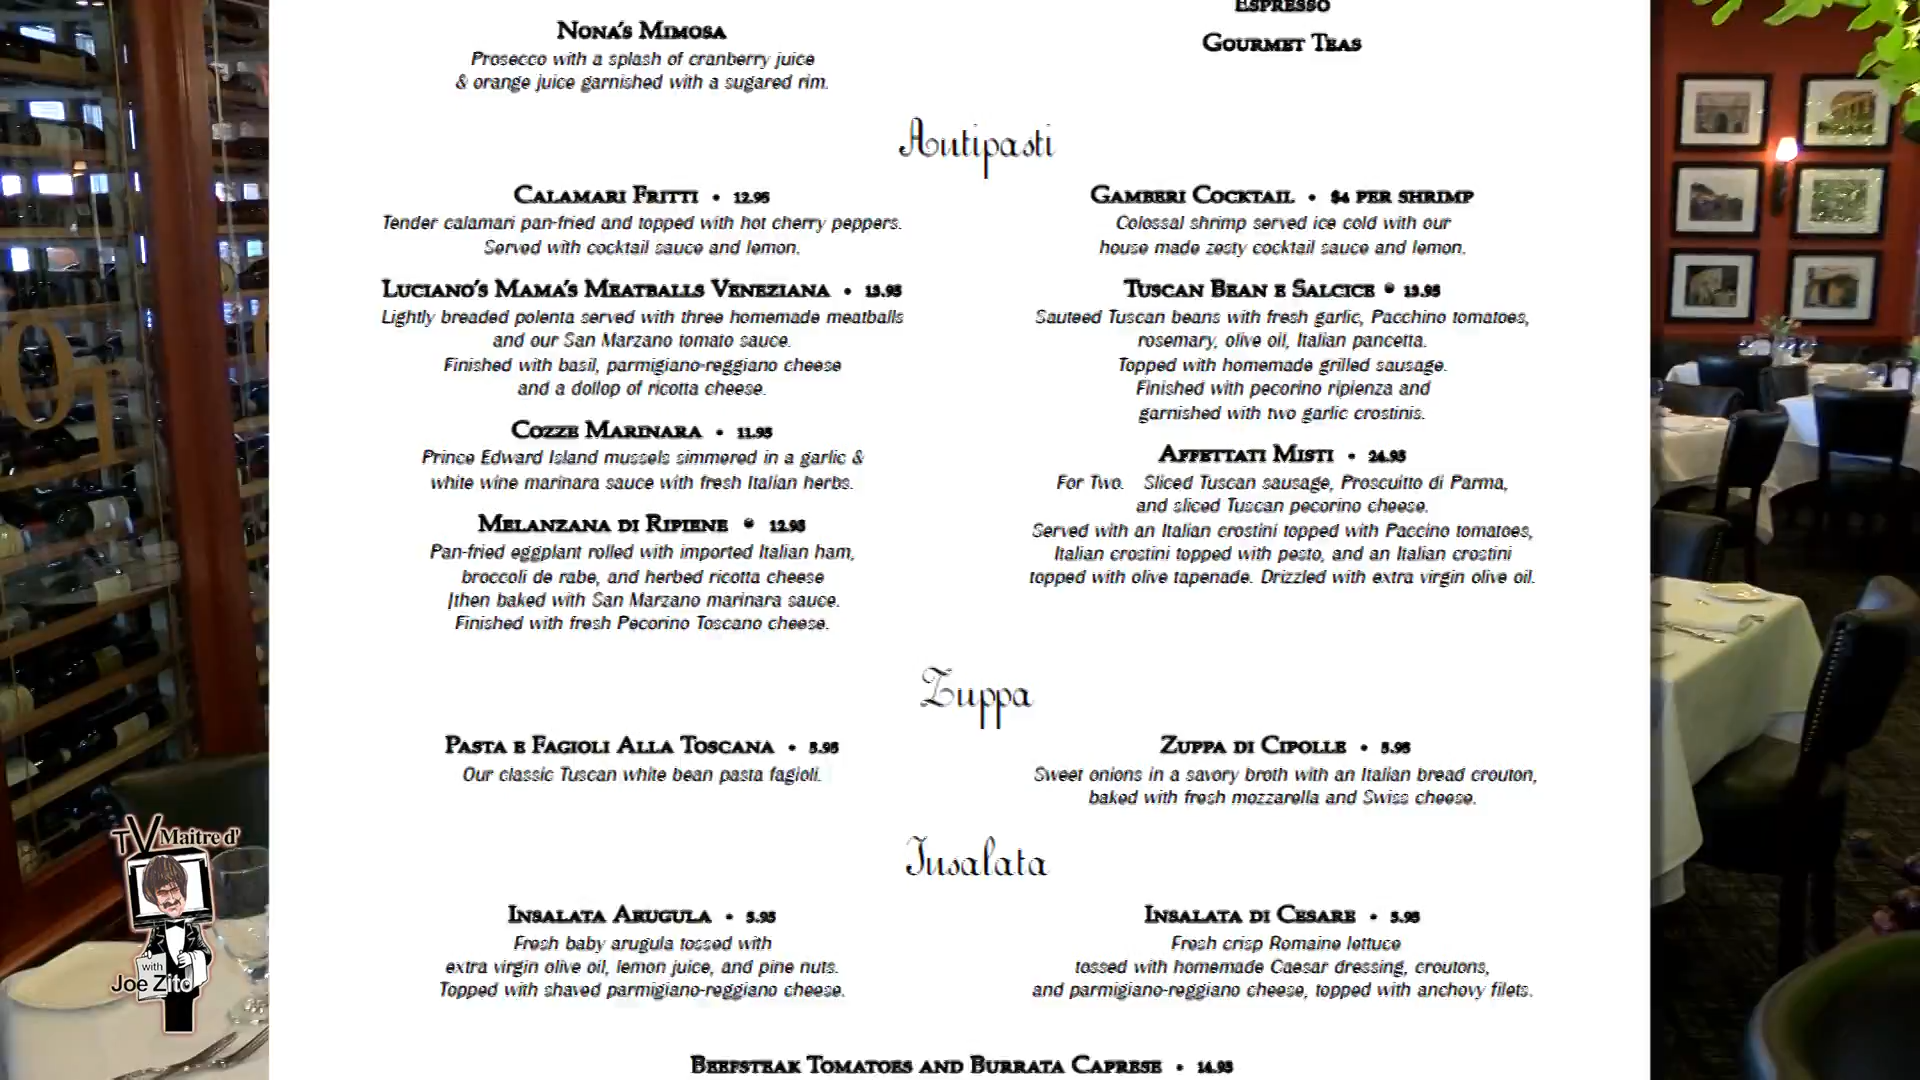 Espresso
Nona's Mimosa
Prosecco with a splash of cranberry juice
& orange juice garnished with a sugared rim.
Gourmet Teas
Antipasti
Calamari Fritti • 12.95
Tender calamari pan-fried and topped with hot cherry peppers.
Served with cocktail sauce and lemon.
Luciano's Mama's Meatballs Veneziana • 13.95
Lightly breaded polenta served with three homemade meatballs
and our San Marzano tomato sauce.
Finished with basil, parmigiano-reggiano cheese
and a dollop of ricotta cheese.
Cozze Marinara • 11.95
Prince Edward Island mussels simmered in a garlic &
white wine marinara sauce with fresh Italian herbs.
Melanzana di Ripiene • 12.95
Pan-fried eggplant rolled with imported Italian ham,
broccoli de rabe, and herbed ricotta cheese
|then baked with San Marzano marinara sauce.
Finished with fresh Pecorino Toscano cheese.
Gamberi Cocktail • $4 per shrimp
Colossal shrimp served ice cold with our
house made zesty cocktail sauce and lemon.
Tuscan Bean e Salcice • 13.95
Sauteed Tuscan beans with fresh garlic, Pacchino tomatoes,
rosemary, olive oil, Italian pancetta.
Topped with homemade grilled sausage.
Finished with pecorino ripienza and
garnished with two garlic crostinis.
Affettati Misti • 24.95
For Two. Sliced Tuscan sausage, Proscuitto di Parma,
and sliced Tuscan pecorino cheese.
Served with an Italian crostini topped with Paccino tomatoes,
Italian crostini topped with pesto, and an Italian crostini
topped with olive tapenade. Drizzled with extra virgin olive oil.
Zuppa
Pasta e Fagioli Alla Toscana • 5.95
Our classic Tuscan white bean pasta fagioli.
Zuppa di Cipolle • 5.95
Sweet onions in a savory broth with an Italian bread crouton,
baked with fresh mozzarella and Swiss cheese.
Insalata
Insalata Arugula • 5.95
Fresh baby arugula tossed with
extra virgin olive oil, lemon juice, and pine nuts.
Topped with shaved parmigiano-reggiano cheese.
Insalata di Cesare • 5.95
Fresh crisp Romaine lettuce
tossed with homemade Caesar dressing, croutons,
and parmigiano-reggiano cheese, topped with anchovy filets.
Beefsteak Tomatoes and Burrata Caprese • 14.95
TV Maitre d'
with
Joe Zito